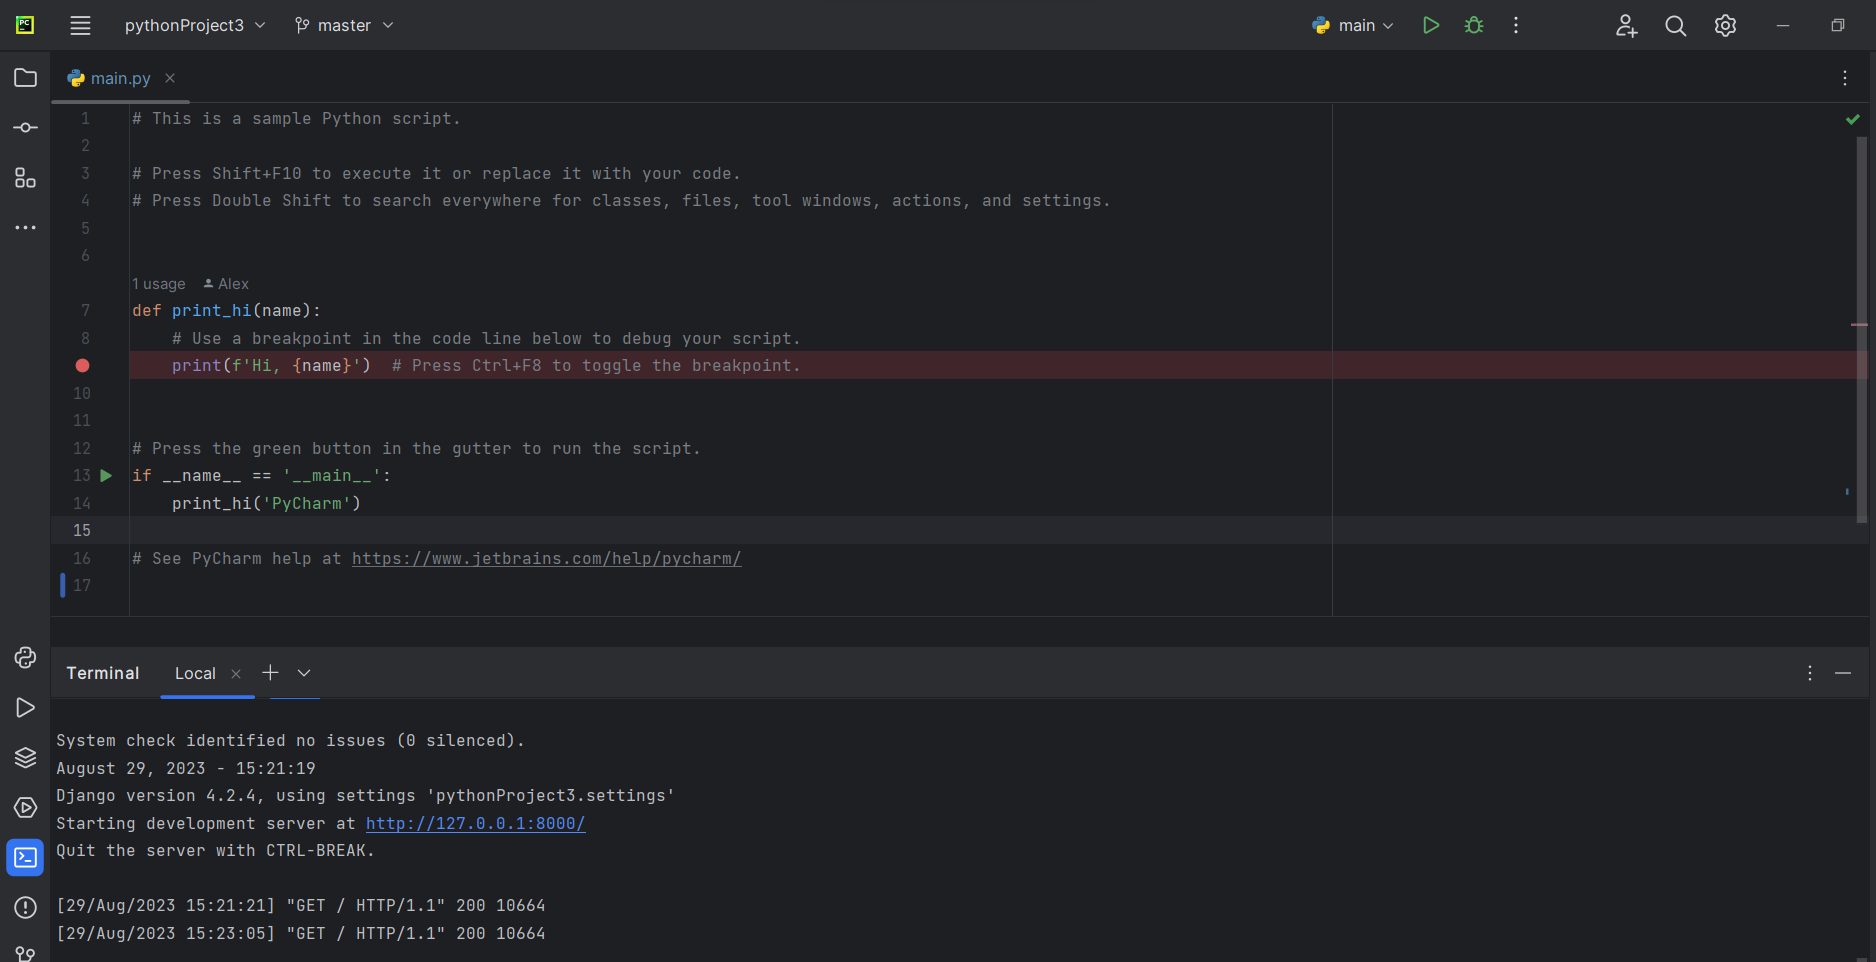 PC
pythonProject3
master
main
main.py
1 # This is a sample Python script.
2
3 # Press Shift+F10 to execute it or replace it with your code.
4 # Press Double Shift to search everywhere for classes, files, tool windows, actions, and settings.
5
6
1 usage Alex
7 def print_hi(name):
8     # Use a breakpoint in the code line below to debug your script.
    print(f'Hi, {name}')  # Press Ctrl+F8 to toggle the breakpoint.
10
11
12 # Press the green button in the gutter to run the script.
13 if __name__ == '__main__':
14     print_hi('PyCharm')
15
16 # See PyCharm help at https://www.jetbrains.com/help/pycharm/
17
Terminal Local
System check identified no issues (0 silenced).
August 29, 2023 - 15:21:19
Django version 4.2.4, using settings 'pythonProject3.settings'
Starting development server at http://127.0.0.1:8000/
Quit the server with CTRL-BREAK.
[29/Aug/2023 15:21:21] "GET / HTTP/1.1" 200 10664
[29/Aug/2023 15:23:05] "GET / HTTP/1.1" 200 10664